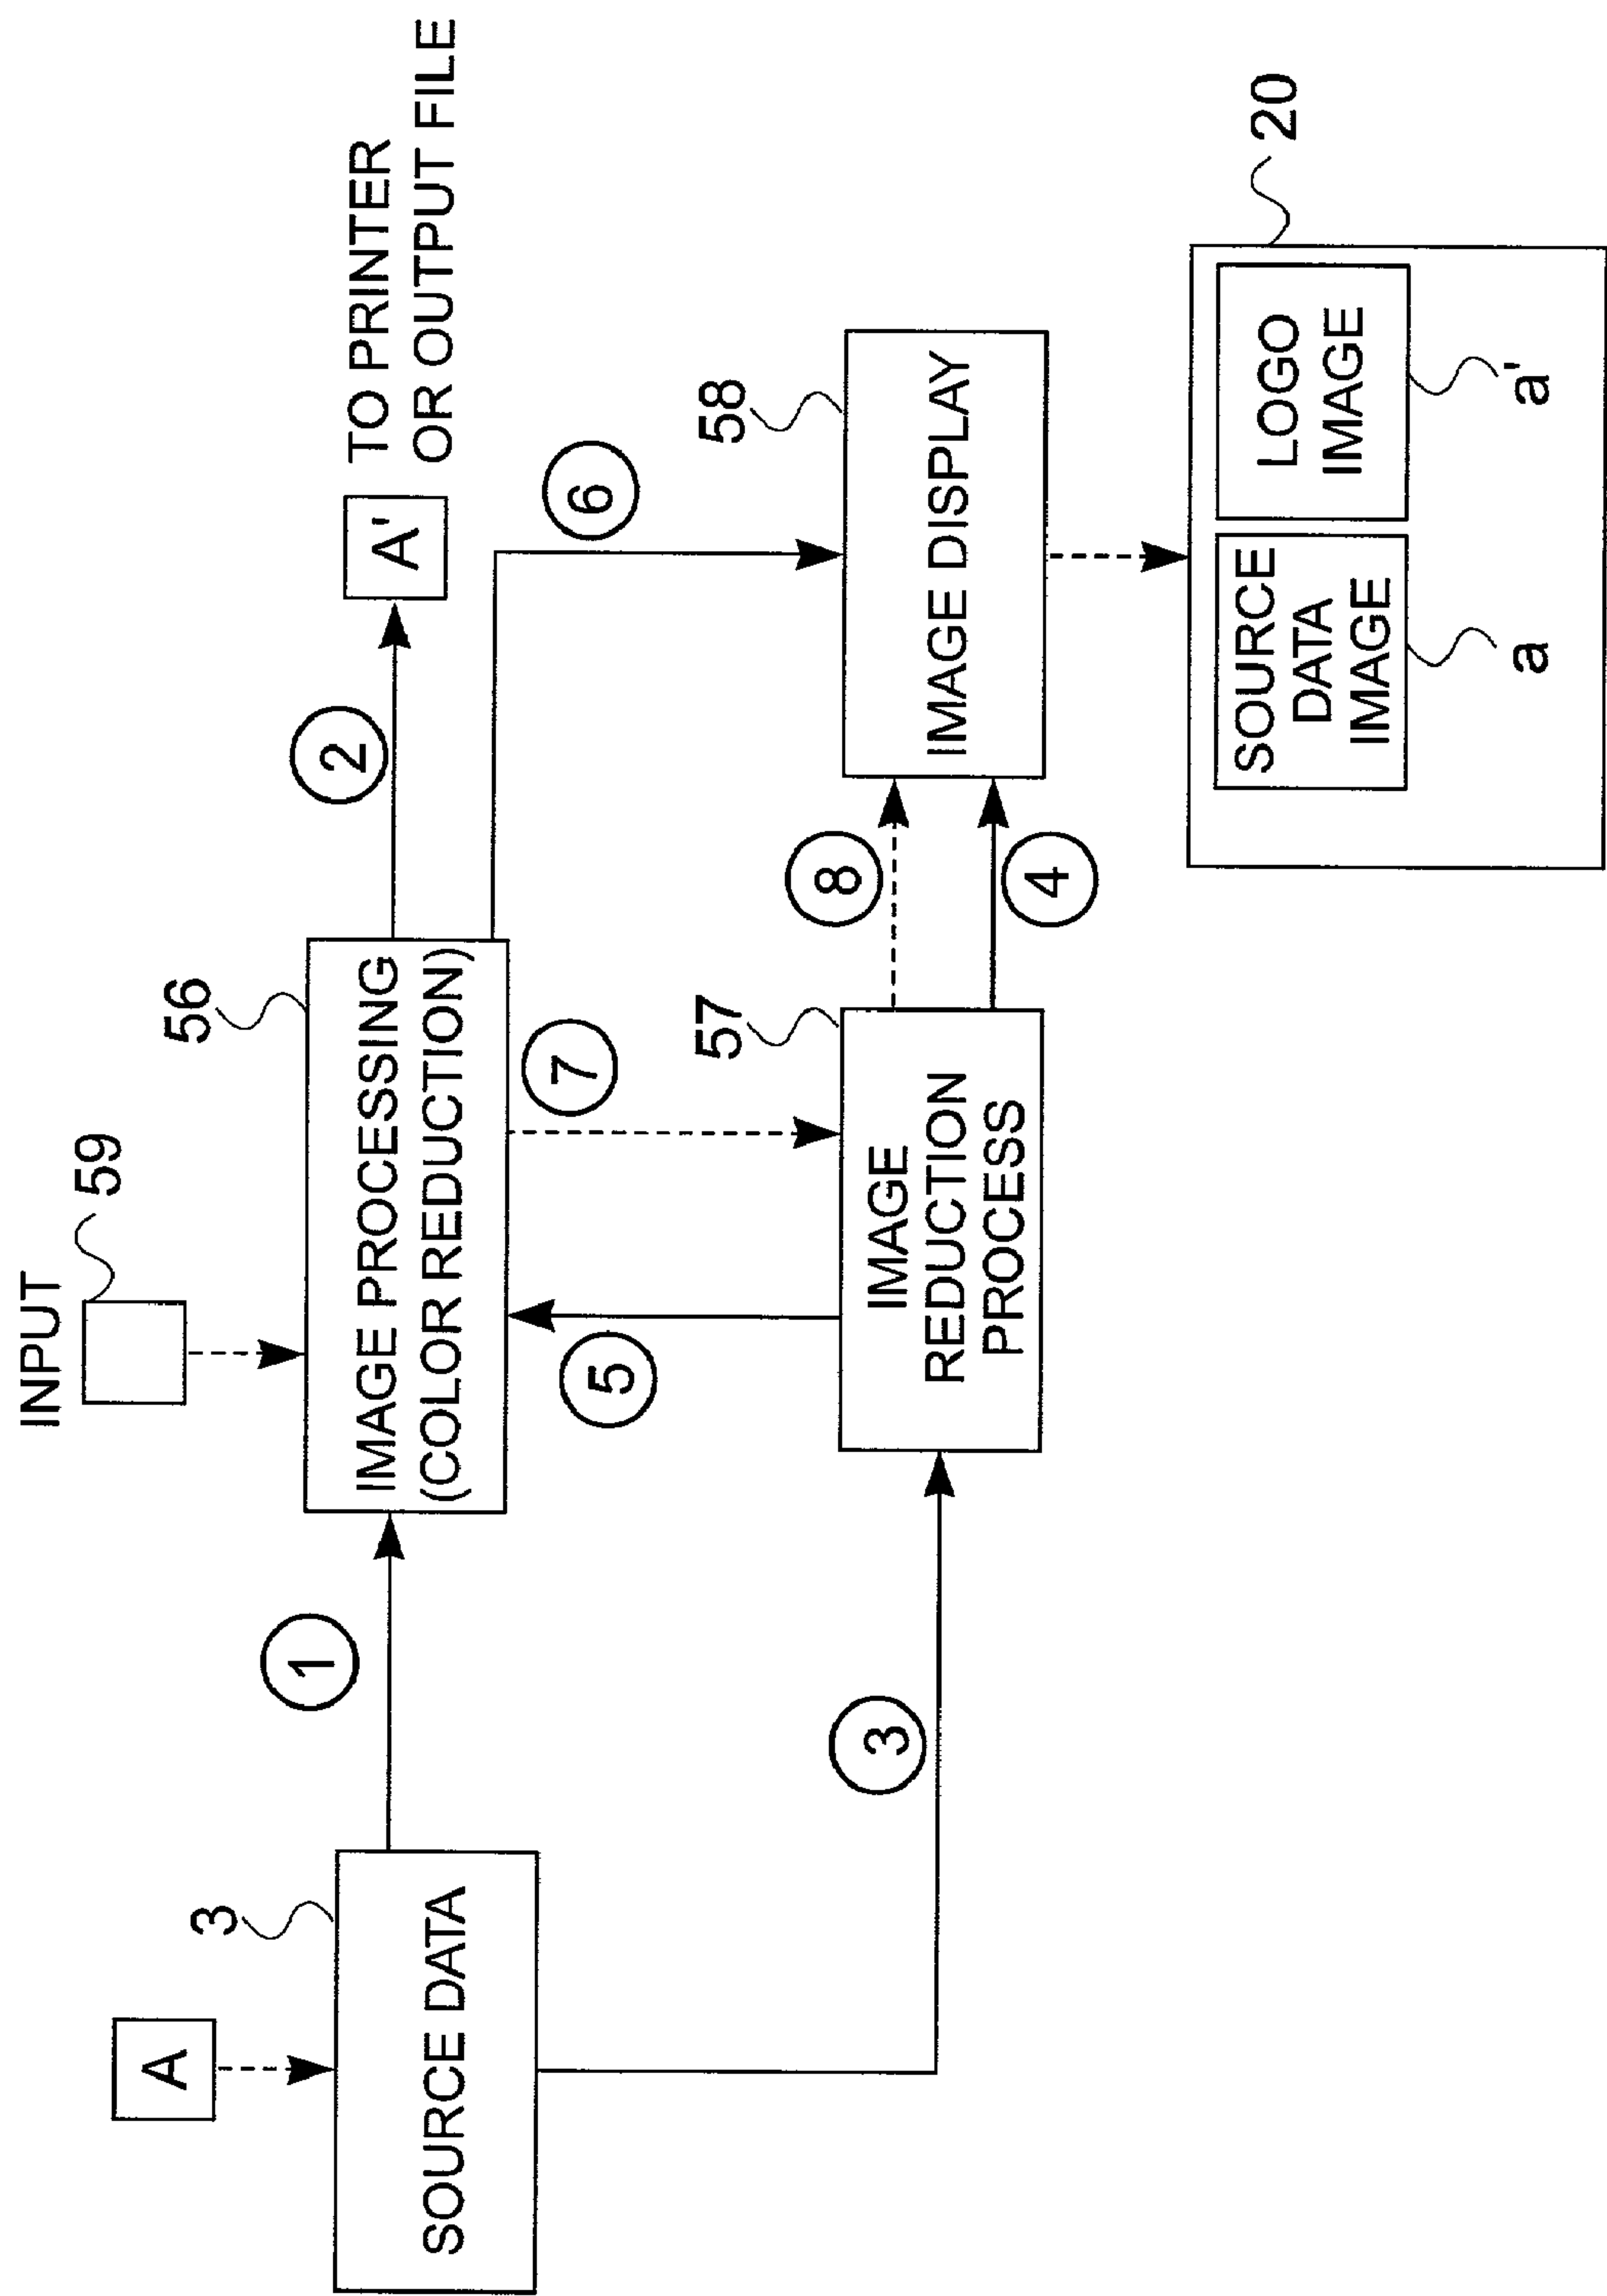 INPUT
59
A
3
SOURCE DATA
1
56
IMAGE PROCESSING
(COLOR REDUCTION)
2
A'
TO PRINTER
OR OUTPUT FILE
3
5
7
6
57
IMAGE
REDUCTION
PROCESS
8
4
58
IMAGE DISPLAY
20
SOURCE
DATA
IMAGE
LOGO
IMAGE
a
a'